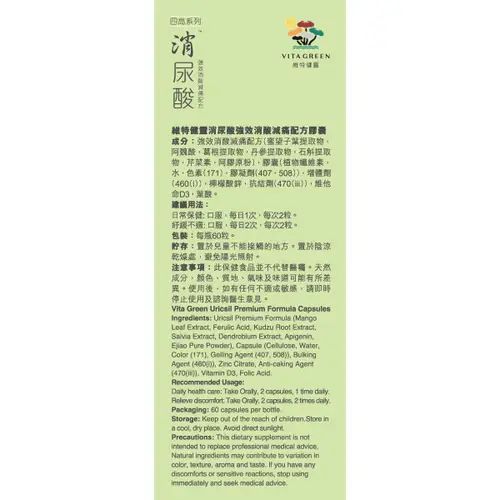 四高系列
消尿酸™
強效消酸減痛配方
VITA GREEN
維特健靈
維特健靈消尿酸強效消酸減痛配方膠囊
成分：強效消酸減痛配方(蜜望子葉提取物，
阿魏酸，葛根提取物，丹參提取物，石斛提取
物，芹菜素，阿膠原粉)，膠囊(植物纖維素，
水，色素(171)，膠凝劑(407，508))，增體劑
(460(i))，檸檬酸鋅，抗結劑(470(iii))，維他
命D3，葉酸。
建議用法：
日常保健: 口服，每日1次，每次2粒。
紓緩不適: 口服，每日2次，每次2粒。
包裝：每瓶60粒。
貯存：置於兒童不能接觸的地方。置於陰涼
乾燥處，避免陽光照射。
注意事項：此保健食品並不代替醫囑。天然
成分，顏色、質地、氣味及味道可能有所差
異。使用後，如有任何不適或敏感，請即時
停止使用及諮詢醫生意見。
Vita Green Uricsil Premium Formula Capsules
Ingredients: Uricsil Premium Formula (Mango
Leaf Extract, Ferulic Acid, Kudzu Root Extract,
Salvia Extract, Dendrobium Extract, Apigenin,
Ejiao Pure Powder), Capsule (Cellulose, Water,
Color (171), Gelling Agent (407, 508)), Bulking
Agent (460(i)), Zinc Citrate, Anti-caking Agent
(470(iii)), Vitamin D3, Folic Acid.
Recommended Usage:
Daily health care: Take Orally, 2 capsules, 1 time daily.
Relieve discomfort: Take Orally, 2 capsules, 2 times daily.
Packaging: 60 capsules per bottle.
Storage: Keep out of the reach of children.Store in
a cool, dry place. Avoid direct sunlight.
Precautions: This dietary supplement is not
intended to replace professional medical advice.
Natural ingredients may contribute to variation in
color, texture, aroma and taste. If you have any
discomforts or sensitive reactions, stop using
immediately and seek medical advice.